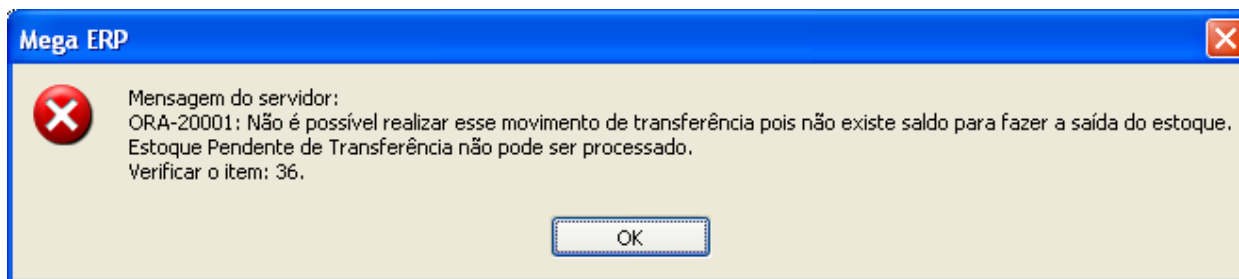 Mega ERP
Mensagem do servidor:
ORA-20001: Não é possível realizar esse movimento de transferência pois não existe saldo para fazer a saída do estoque.
Estoque Pendente de Transferência não pode ser processado.
Verificar o item: 36.
OK